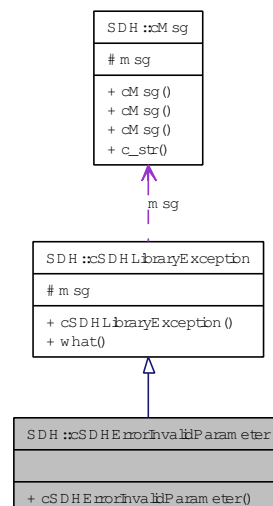 SDH::cMsg
# msg
+ cMsg()
+ cMsg()
+ cMsg()
+ c_str()
msg
SDH::cSDHLibraryException
# msg
+ cSDHLibraryException()
+ what()
SDH::cSDHErrorInvalidParameter
+ cSDHErrorInvalidParameter()